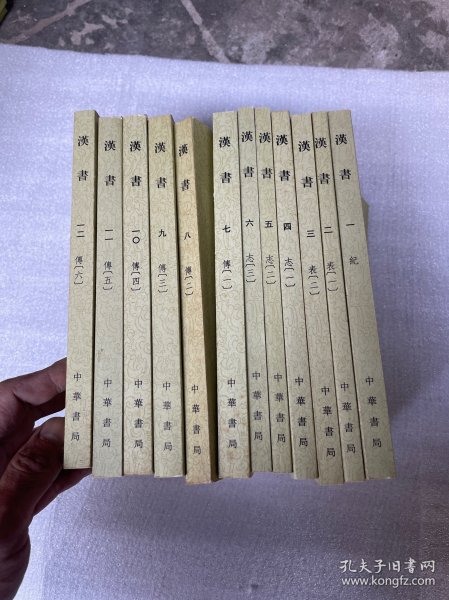 漢書 一 紀 中華書局
漢書 二 表〔一〕 中華書局
漢書 三 表〔二〕 中華書局
漢書 四 志〔一〕 中華書局
漢書 五 志〔二〕 中華書局
漢書 六 志〔三〕 中華書局
漢書 七 傳〔一〕 中華書局
漢書 八 傳〔二〕 中華書局
漢書 九 傳〔三〕 中華書局
漢書 一〇 傳〔四〕 中華書局
漢書 一一 傳〔五〕 中華書局
漢書 一二 傳〔六〕 中華書局
孔夫子旧书网
www.kongfz.com